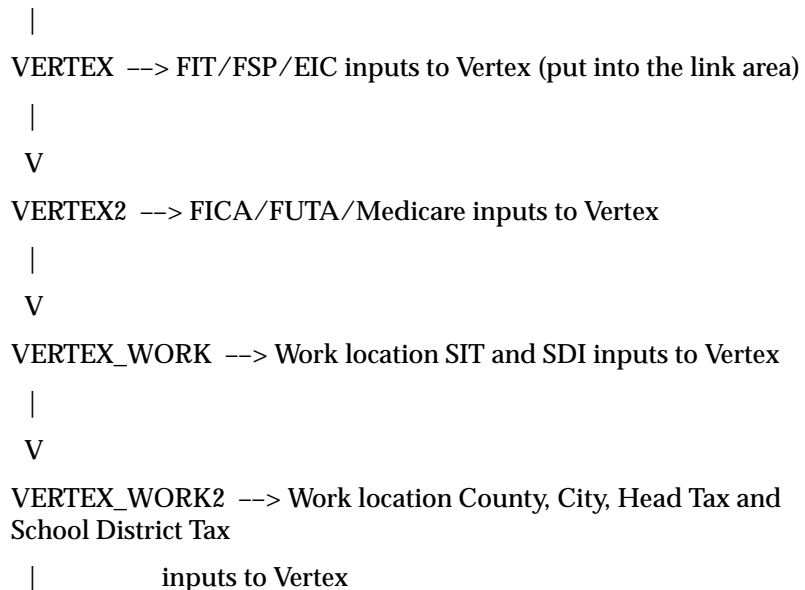 |
VERTEX --> FIT/FSP/EIC inputs to Vertex (put into the link area)
|
V
VERTEX2 --> FICA/FUTA/Medicare inputs to Vertex
|
V
VERTEX_WORK --> Work location SIT and SDI inputs to Vertex
|
V
VERTEX_WORK2 --> Work location County, City, Head Tax and
School District Tax
| inputs to Vertex